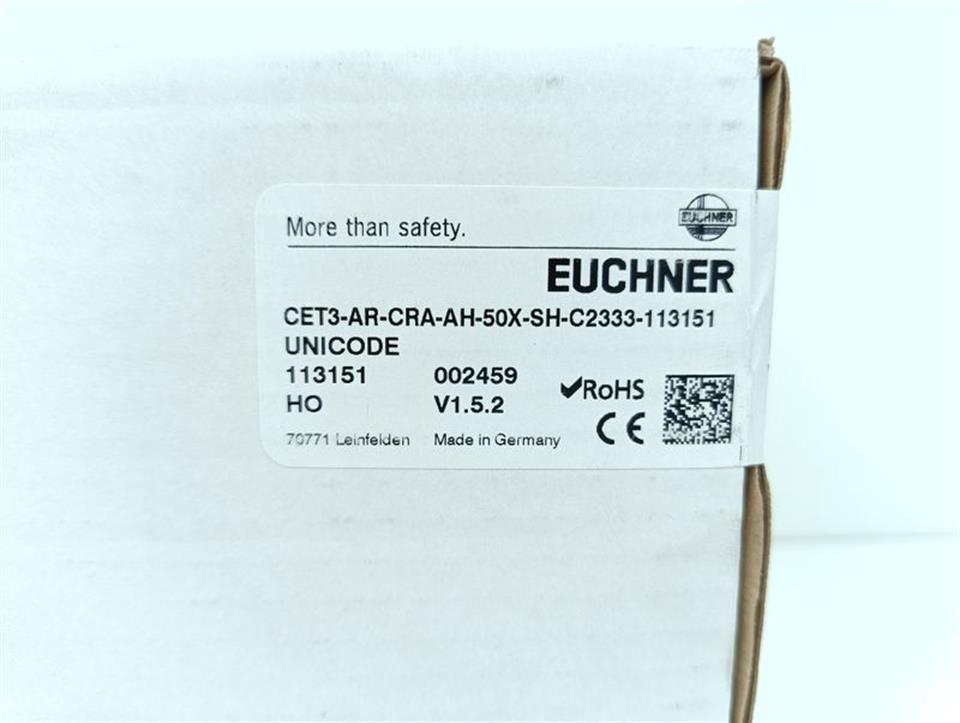 More than safety.
EUCHNER
EUCHNER
CET3-AR-CRA-AH-50X-SH-C2333-113151
UNICODE
113151 002459
HO V1.5.2
✔RoHS
CE
70771 Leinfelden Made in Germany